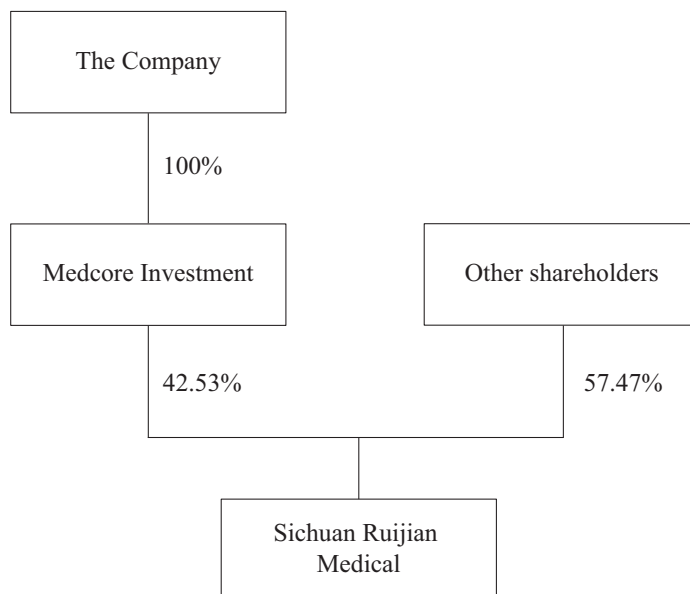 The Company
100%
Medcore Investment
Other shareholders
42.53%
57.47%
Sichuan Ruijian
Medical